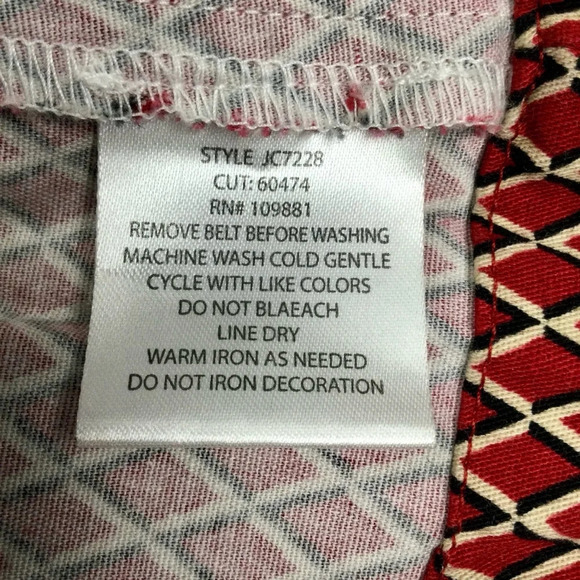 STYLE JC7228
CUT: 60474
RN# 109881
REMOVE BELT BEFORE WASHING
MACHINE WASH COLD GENTLE
CYCLE WITH LIKE COLORS
DO NOT BLAEACH
LINE DRY
WARM IRON AS NEEDED
DO NOT IRON DECORATION